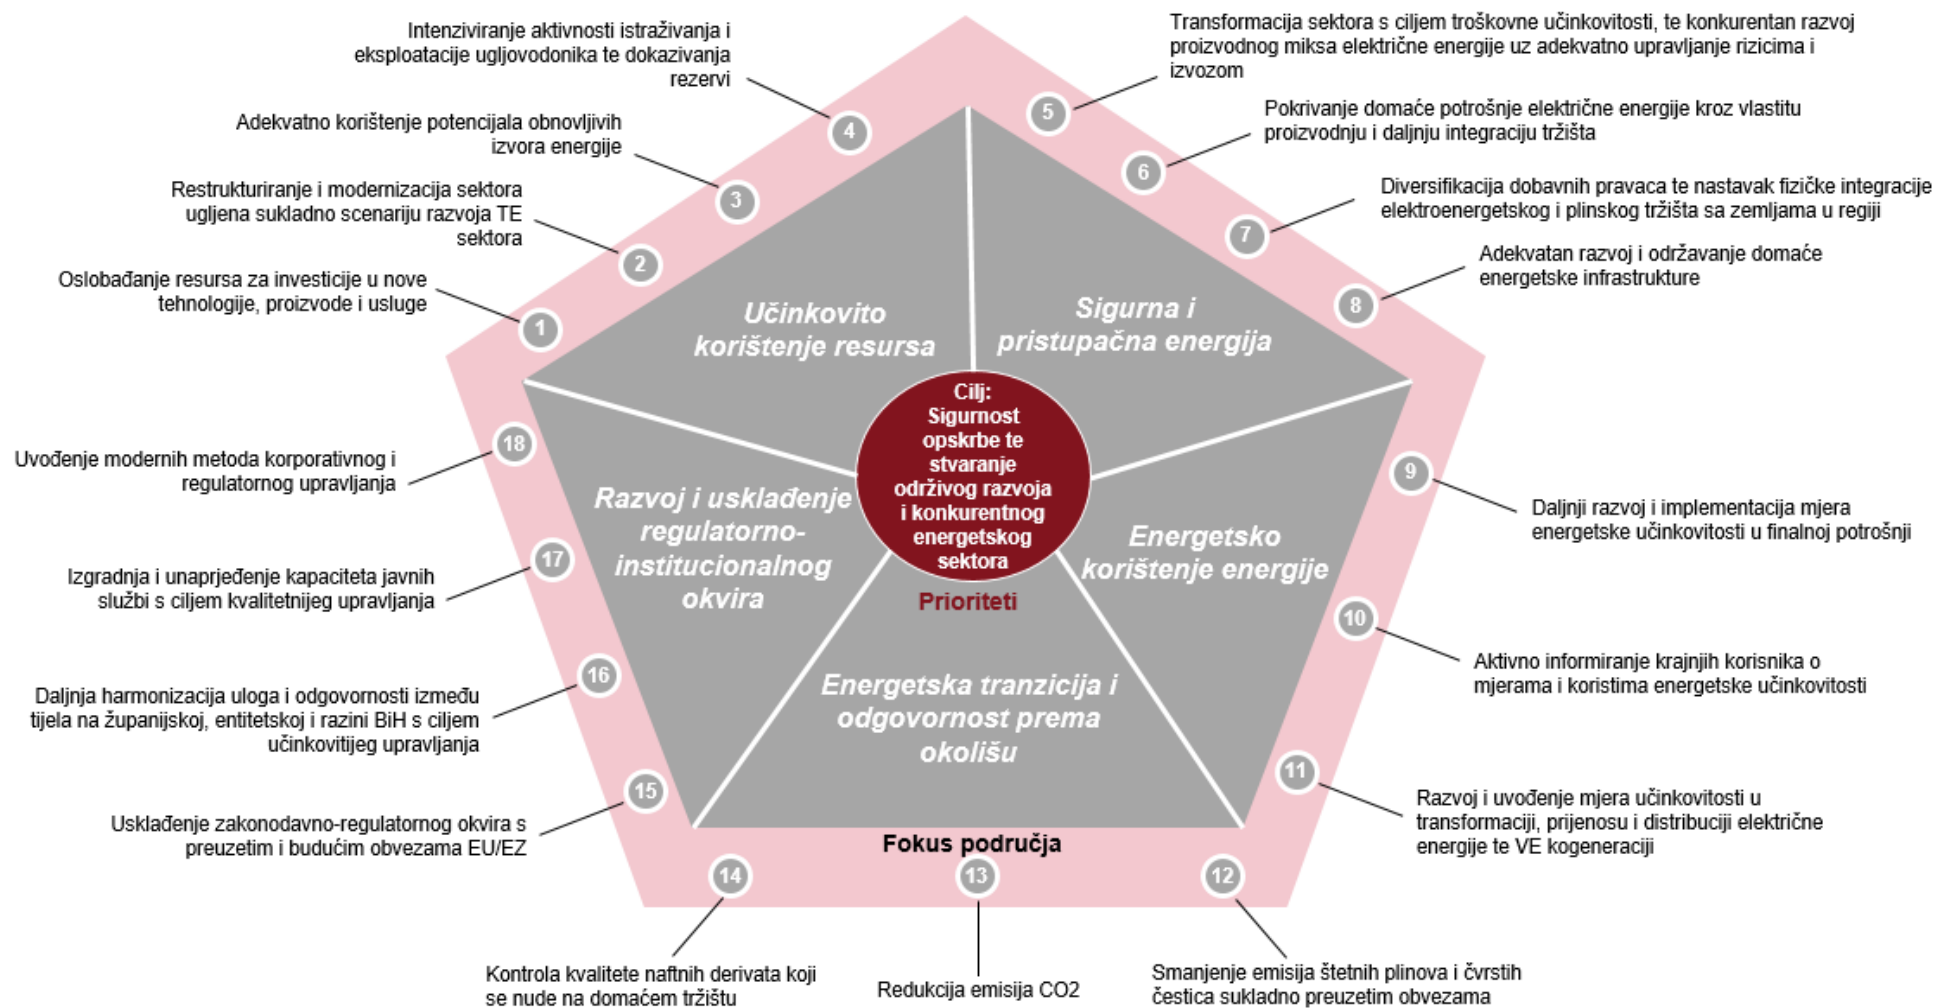 Intenziviranje aktivnosti istraživanja i
eksploatacije ugljovodonika te dokazivanja
rezervi
4
Adekvatno korištenje potencijala obnovljivih
izvora energije
3
Restrukturiranje i modernizacija sektora
ugljena sukladno scenariju razvoja TE
sektora
2
Oslobađanje resursa za investicije u nove
tehnologije, proizvode i usluge
1
Transformacija sektora s ciljem troškovne učinkovitosti, te konkurentan razvoj
proizvodnog miksa električne energije uz adekvatno upravljanje rizicima i
izvozom
5
Pokrivanje domaće potrošnje električne energije kroz vlastitu
proizvodnju i daljnju integraciju tržišta
6
Diversifikacija dobavnih pravaca te nastavak fizičke integracije
elektroenergetskog i plinskog tržišta sa zemljama u regiji
7
Adekvatan razvoj i održavanje domaće
energetske infrastrukture
8
Učinkovito
korištenje resursa
Sigurna i
pristupačna energija
Cilj:
Sigurnost
opskrbe te
stvaranje
održivog razvoja
i konkurentnog
energetskog
sektora
Prioriteti
Razvoj i usklađenje
regulatorno-
institucionalnog
okvira
Energetsko
korištenje energije
Energetska tranzicija i
odgovornost prema
okolišu
Fokus područja
18
Uvođenje modernih metoda korporativnog i
regulatornog upravljanja
17
Izgradnja i unaprjeđenje kapaciteta javnih
službi s ciljem kvalitetnijeg upravljanja
16
Daljnja harmonizacija uloga i odgovornosti između
tijela na županijskoj, entitetskoj i razini BiH s ciljem
učinkovitijeg upravljanja
15
Usklađenje zakonodavno-regulatornog okvira s
preuzetim i budućim obvezama EU/EZ
9
Daljnji razvoj i implementacija mjera
energetske učinkovitosti u finalnoj potrošnji
10
Aktivno informiranje krajnjih korisnika o
mjerama i koristima energetske učinkovitosti
11
Razvoj i uvođenje mjera učinkovitosti u
transformaciji, prijenosu i distribuciji električne
energije te VE kogeneraciji
14
Kontrola kvalitete naftnih derivata koji
se nude na domaćem tržištu
13
Redukcija emisija CO2
12
Smanjenje emisija štetnih plinova i čvrstih
čestica sukladno preuzetim obvezama